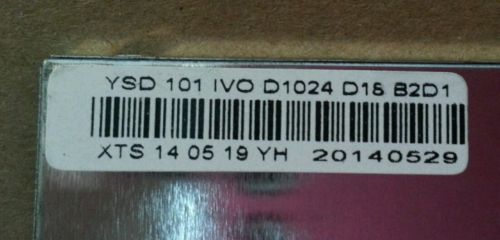 YSD 101 IVO D1024 D18 B2D1
XTS 14 05 19 YH 20140529